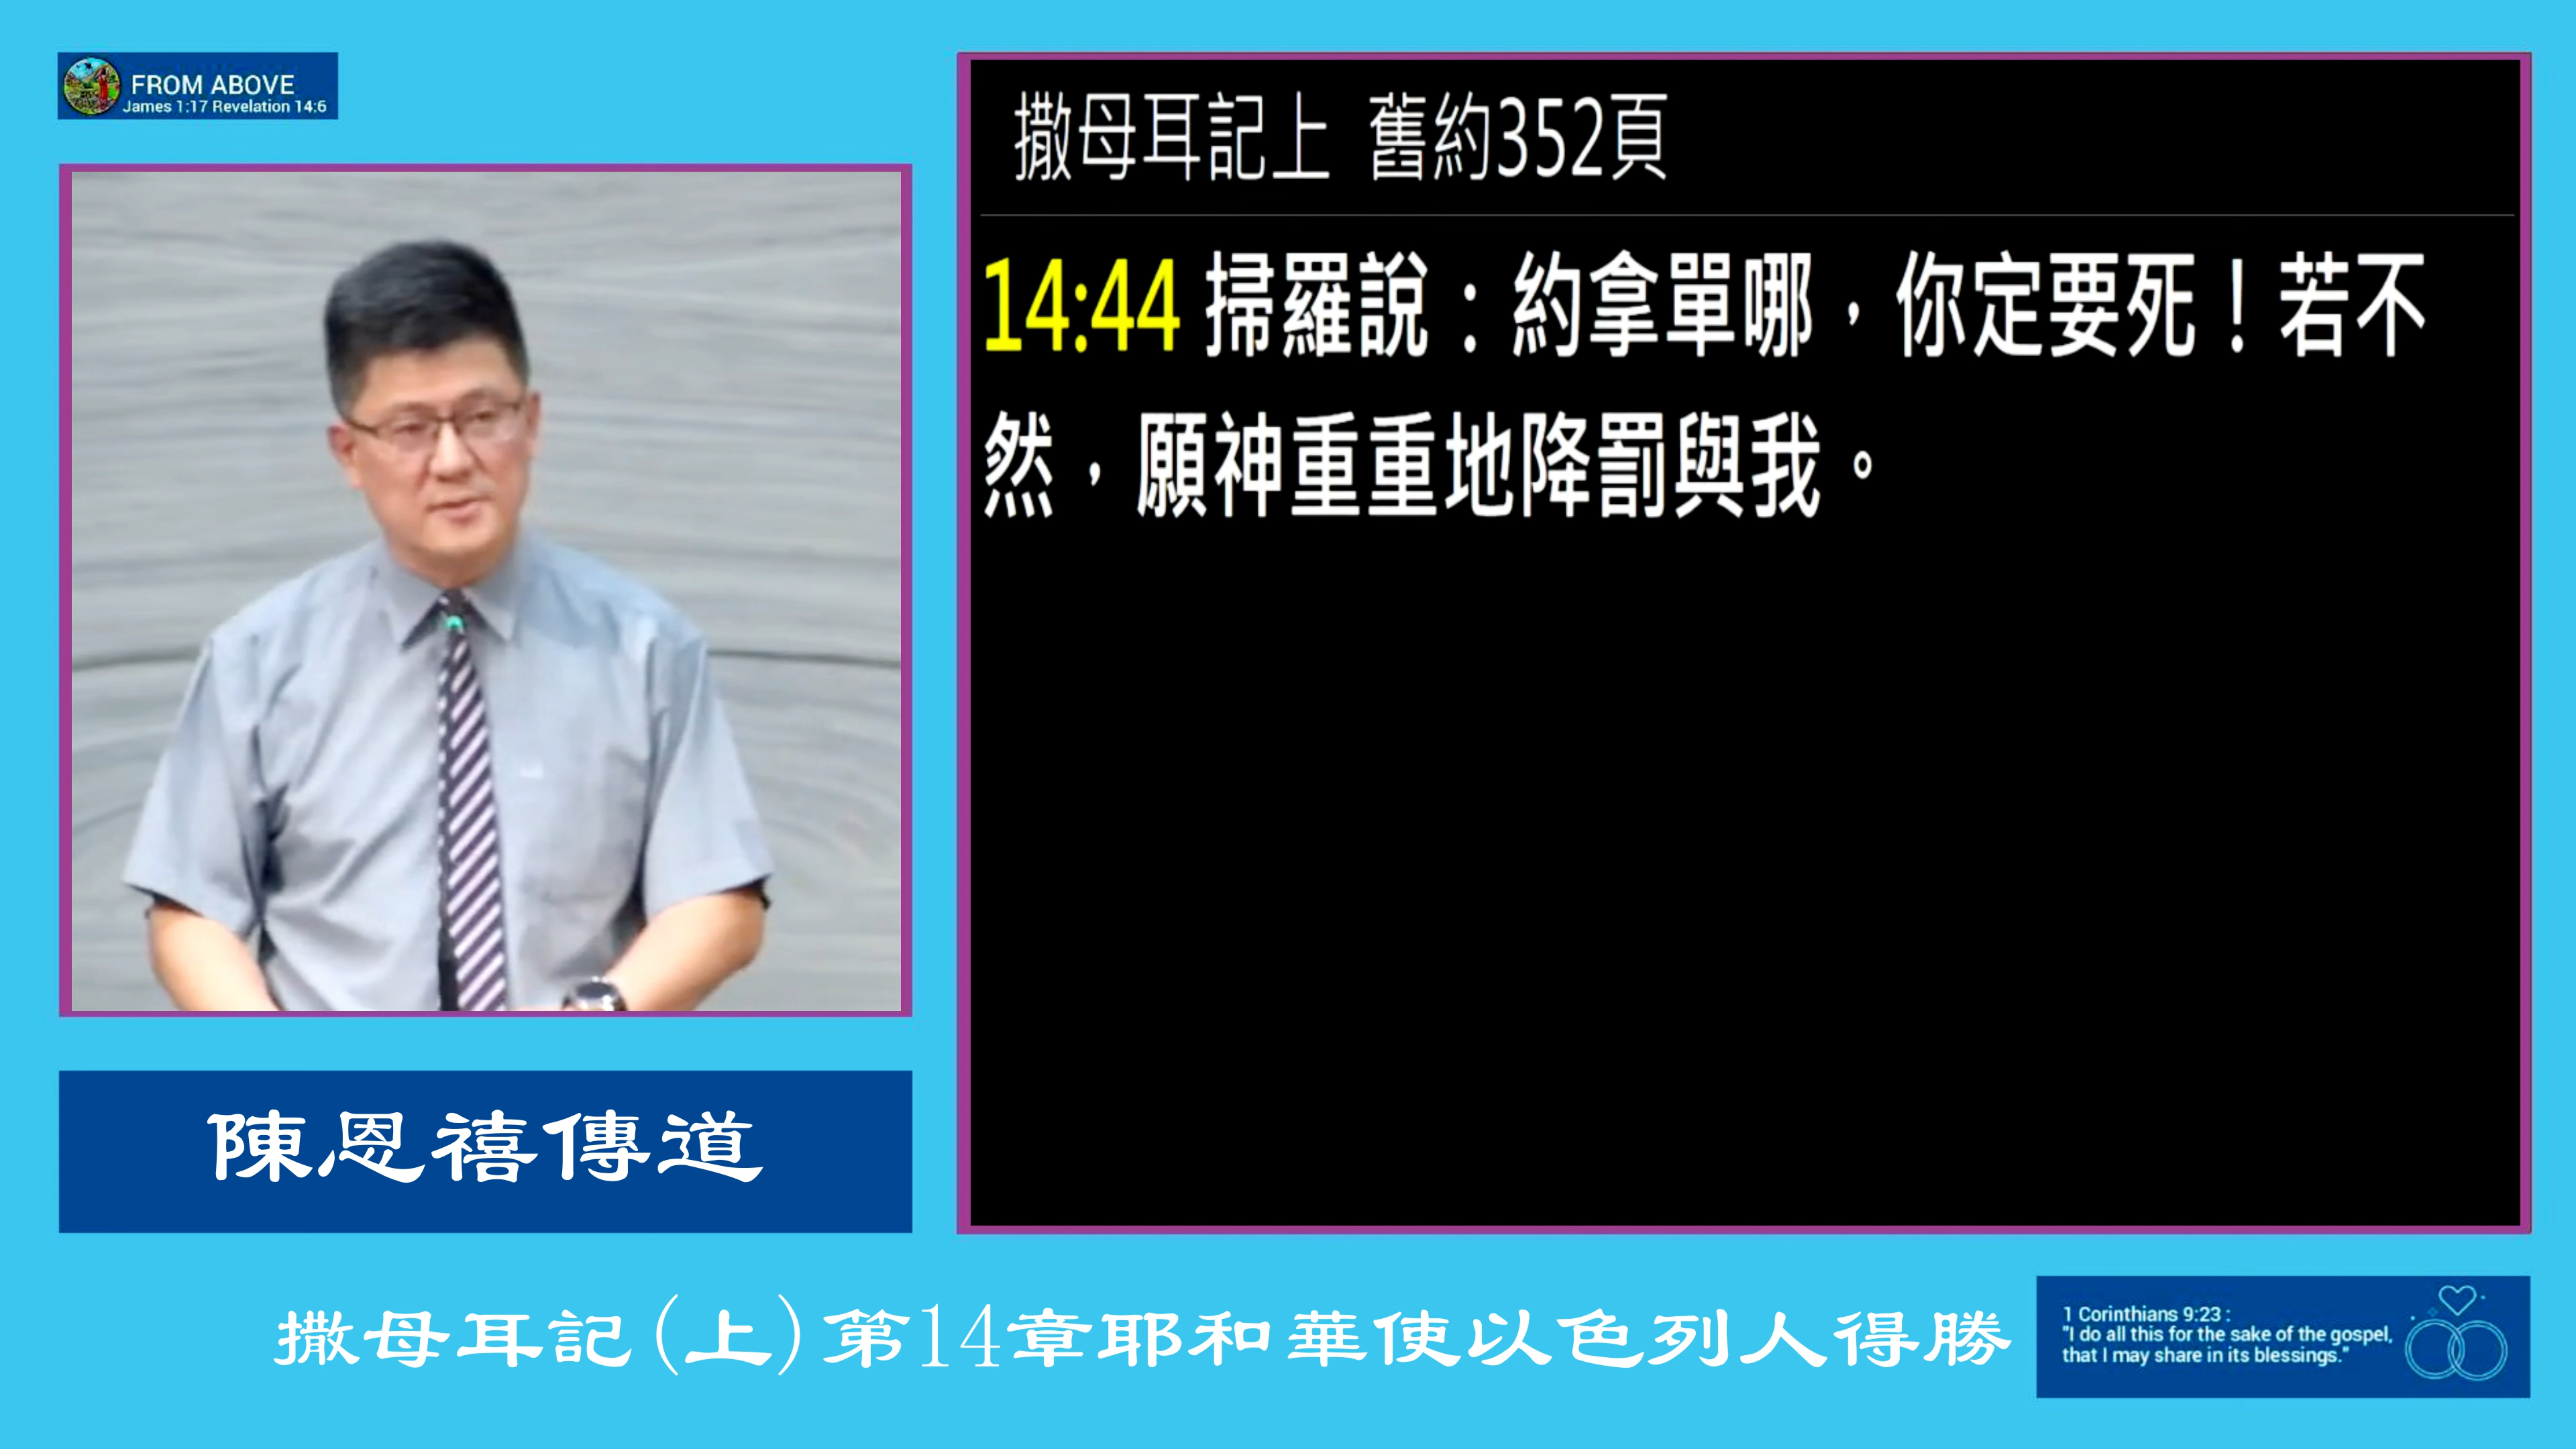 FROM ABOVE
James 1:17 Revelation 14:6
撒母耳記上 舊約352頁
14:44 掃羅說：約拿單哪，你定要死！若不
然，願神重重地降罰與我。
陳恩禧傳道
撒母耳記(上)第14章耶和華使以色列人得勝
1 Corinthians 9:23 :
"I do all this for the sake of the gospel,
that I may share in its blessings."